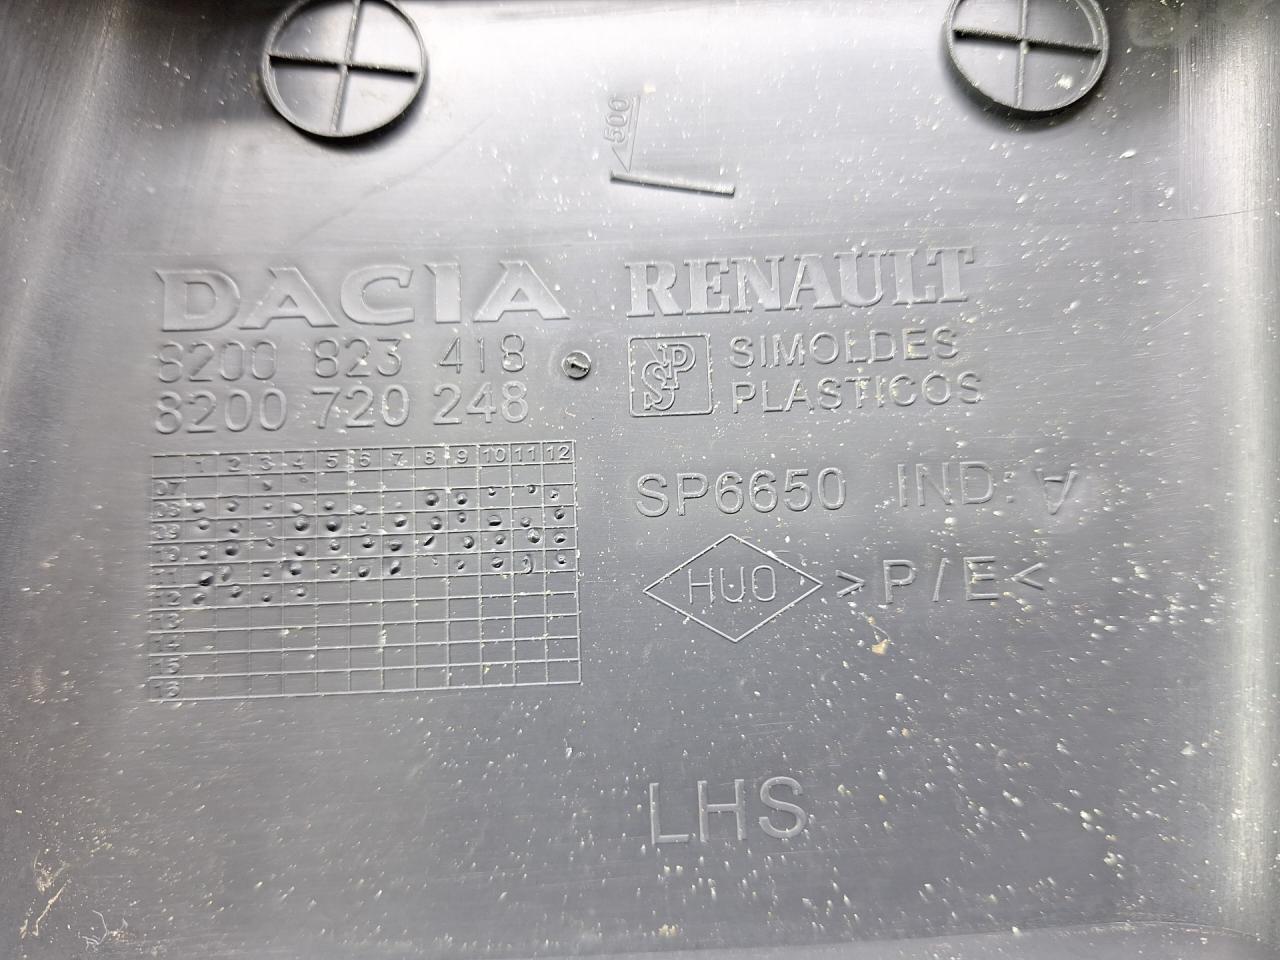 500
DACIA
8200 823 418
8200 720 248
RENAULT
SP SIMOLDES
PLASTICOS
1 2 3 4 5 6 7 8 9 10 11 12
07
08
09
10
11
12
13
14
15
16
SP6650 IND: A
HUO >P/E<
LHS